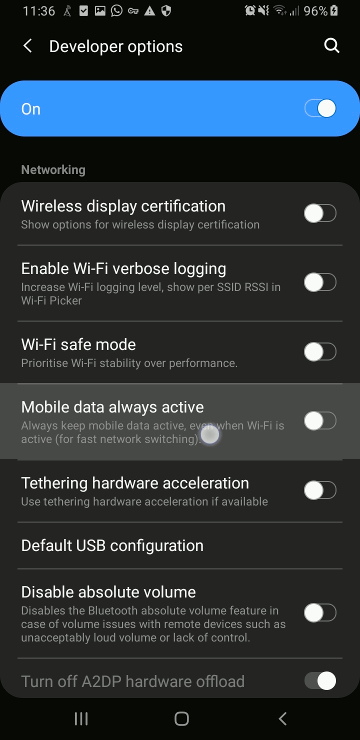 11:36
96%
Developer options
On
Networking
Wireless display certification
Show options for wireless display certification
Enable Wi-Fi verbose logging
Increase Wi-Fi logging level, show per SSID RSSI in
Wi-Fi Picker
Wi-Fi safe mode
Prioritise Wi-Fi stability over performance.
Mobile data always active
Always keep mobile data active, even when Wi-Fi is
active (for fast network switching).
Tethering hardware acceleration
Use tethering hardware acceleration if available
Default USB configuration
Disable absolute volume
Disables the Bluetooth absolute volume feature in
case of volume issues with remote devices such as
unacceptably loud volume or lack of control.
Turn off A2DP hardware offload